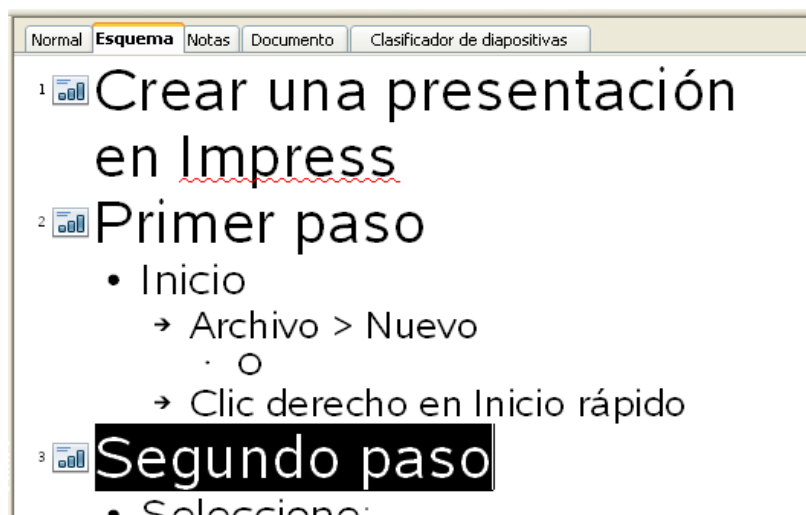 Normal Esquema Notas Documento Clasificador de diapositivas
1 Crear una presentación
en Impress
2 Primer paso
• Inicio
➔ Archivo > Nuevo
· O
➔ Clic derecho en Inicio rápido
3 Segundo paso
• Seleccione: